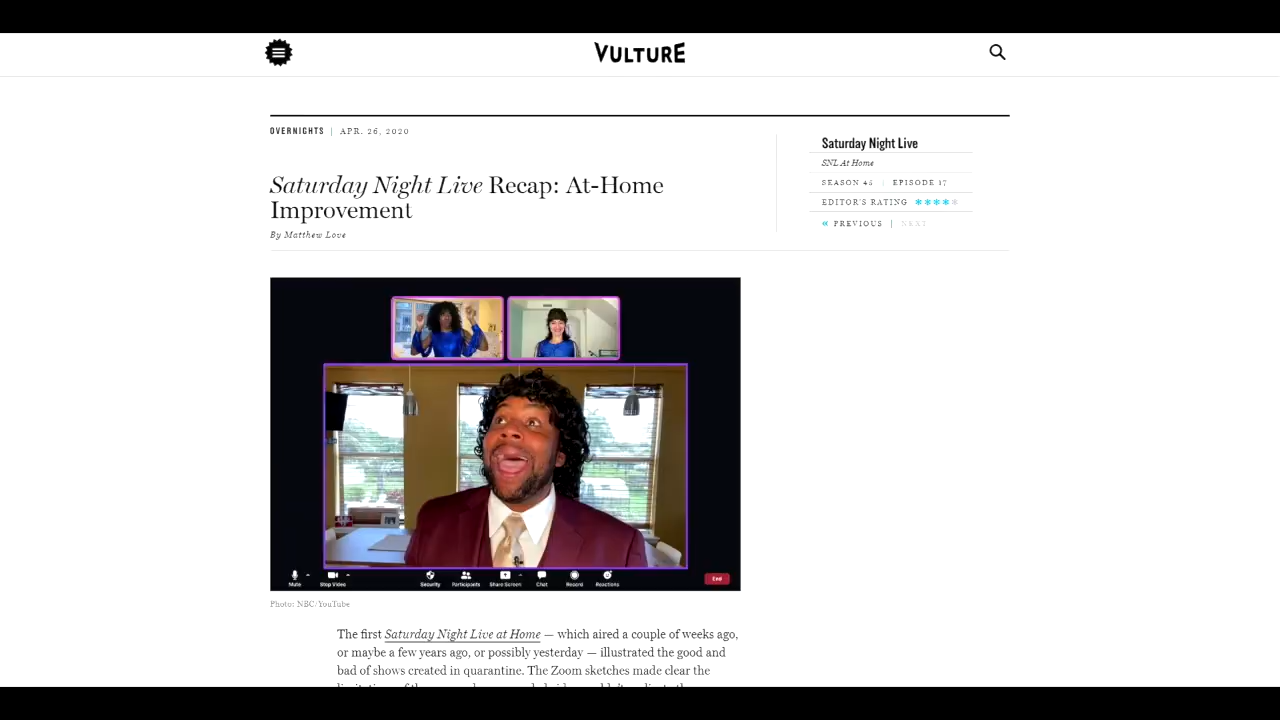 VULTURE
OVERNIGHTS | APR. 26, 2020
Saturday Night Live Recap: At-Home
Improvement
By Matthew Love
Saturday Night Live
SNL At Home
SEASON 45 | EPISODE 17
EDITOR'S RATING ★★★★★
« PREVIOUS | NEXT
Mute
Stop Video
Security
Participants
Share Screen
Chat
Record
Reactions
End
Photo: NBC/YouTube
The first Saturday Night Live at Home — which aired a couple of weeks ago,
or maybe a few years ago, or possibly yesterday — illustrated the good and
bad of shows created in quarantine. The Zoom sketches made clear the